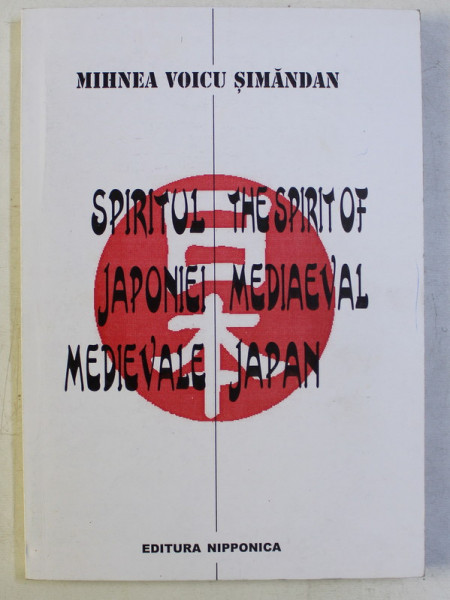 MIHNEA VOICU ȘIMĂNDAN
SPIRITUL THE SPIRIT OF
JAPONIEI MEDIAEVAL
MEDIEVALE JAPAN
日本
EDITURA NIPPONICA